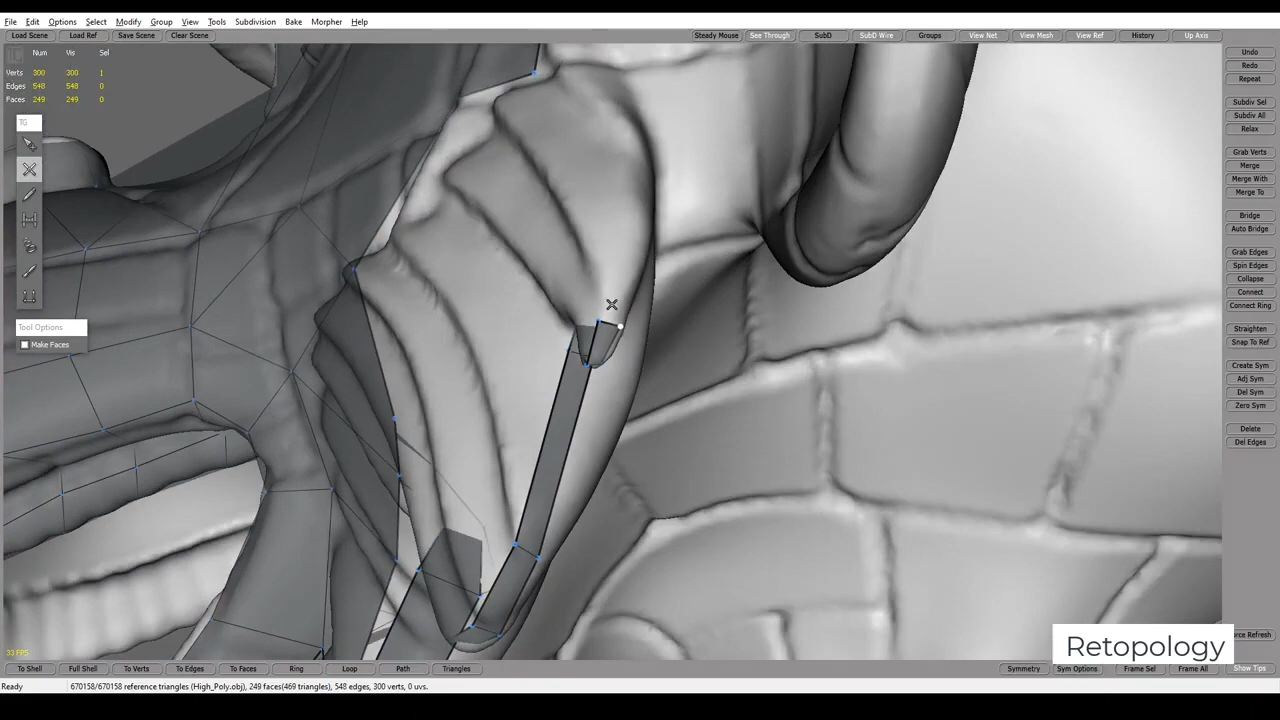 File Edit Options Select Modify Group View Tools Subdivision Bake Morpher Help
Load Scene Load Ref Save Scene Clear Scene Steady Mouse See Through SubD SubD Wire Groups View Net View Mesh View Ref History Up Axis
Num Vis Sel
Verts 300 300 1
Edges 548 548 0
Faces 249 249 0
TG
Tool Options
Make Faces
Undo
Redo
Repeat
Subdiv Sel
Subdiv All
Relax
Grab Verts
Merge
Merge With
Merge To
Bridge
Auto Bridge
Grab Edges
Spin Edges
Collapse
Connect
Connect Ring
Straighten
Snap To Ref
Create Sym
Adj Sym
Del Sym
Zero Sym
Delete
Del Edges
orce Refresh
Retopology
33 FPS
To Shell Full Shell To Verts To Edges To Faces Ring Loop Path Triangles Symmetry Sym Options Frame Sel Frame All Show Tips
Ready 670158/670158 reference triangles (High_Poly.obj), 249 faces(469 triangles), 548 edges, 300 verts, 0 uvs.